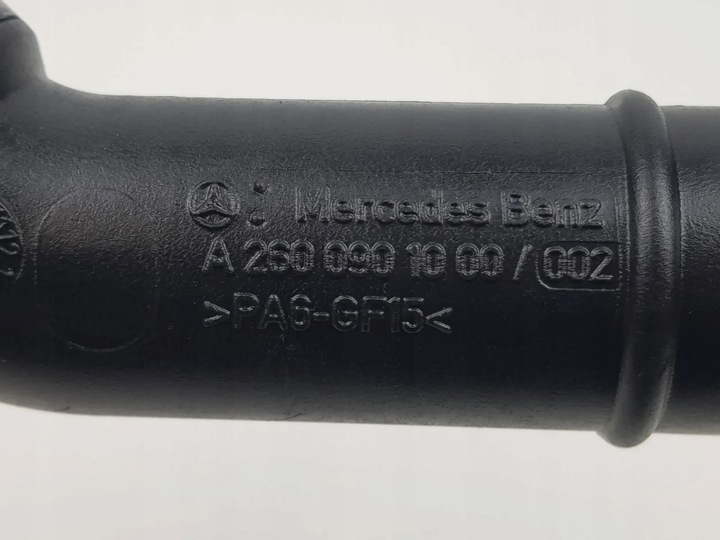 : Mercedes Benz
A 260 090 10 00 / 002
>PA6-GF15<